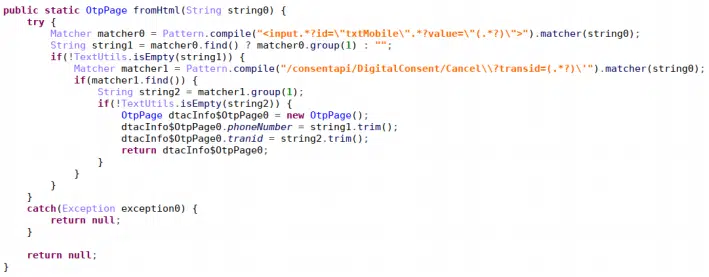 public static OtpPage fromHtml(String string0) {
try {
Matcher matcher0 = Pattern.compile("<input.*?id=\"txtMobile\".*?value=\"(.*?)\">").matcher(string0);
String string1 = matcher0.find() ? matcher0.group(1) : "";
if(!TextUtils.isEmpty(string1)) {
Matcher matcher1 = Pattern.compile("/consentapi/DigitalConsent/Cancel\\?transid=(.*?)\'").matcher(string0);
if(matcher1.find()) {
String string2 = matcher1.group(1);
if(!TextUtils.isEmpty(string2)) {
OtpPage dtacInfo$OtpPage0 = new OtpPage();
dtacInfo$OtpPage0.phoneNumber = string1.trim();
dtacInfo$OtpPage0.tranid = string2.trim();
return dtacInfo$OtpPage0;
}
}
}
}
catch(Exception exception0) {
return null;
}
return null;
}